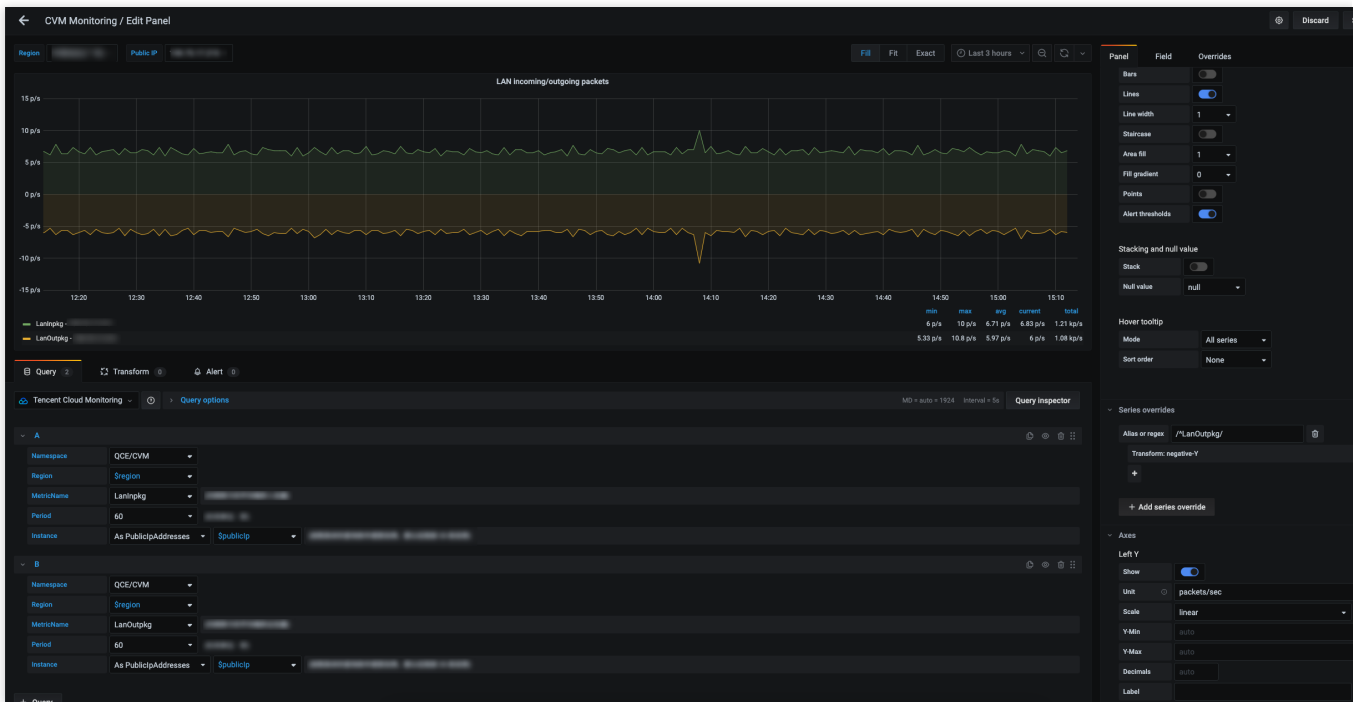 CVM Monitoring / Edit Panel
Discard
Region
Public IP
Fill Fit Exact
Last 3 hours
Panel Field Overrides
LAN incoming/outgoing packets
15 p/s
10 p/s
5 p/s
0 p/s
-5 p/s
-10 p/s
-15 p/s
12:20 12:30 12:40 12:50 13:00 13:10 13:20 13:30 13:40 13:50 14:00 14:10 14:20 14:30 14:40 14:50 15:00 15:10
min max avg current total
LanInpkg - 6 p/s 10 p/s 6.71 p/s 6.83 p/s 1.21 kp/s
LanOutpkg - 5.33 p/s 10.8 p/s 5.97 p/s 6 p/s 1.08 kp/s
Query 2 Transform 0 Alert 0
Tencent Cloud Monitoring
Query options
MD = auto = 1924 Interval = 5s
Query inspector
A
Namespace QCE/CVM
Region $region
MetricName LanInpkg
Period 60
Instance As PublicIpAddresses $publicIp
B
Namespace QCE/CVM
Region $region
MetricName LanOutpkg
Period 60
Instance As PublicIpAddresses $publicIp
+ Query
Bars
Lines
Line width 1
Staircase
Area fill 1
Fill gradient 0
Points
Alert thresholds
Stacking and null value
Stack
Null value null
Hover tooltip
Mode All series
Sort order None
Series overrides
Alias or regex /^LanOutpkg/
Transform: negative-Y
+
+ Add series override
Axes
Left Y
Show
Unit packets/sec
Scale linear
Y-Min auto
Y-Max auto
Decimals auto
Label